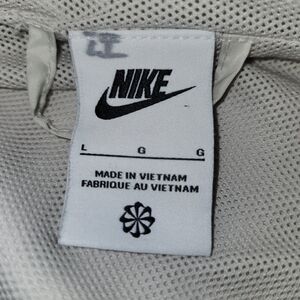 NIKE
L G G
MADE IN VIETNAM
FABRIQUE AU VIETNAM